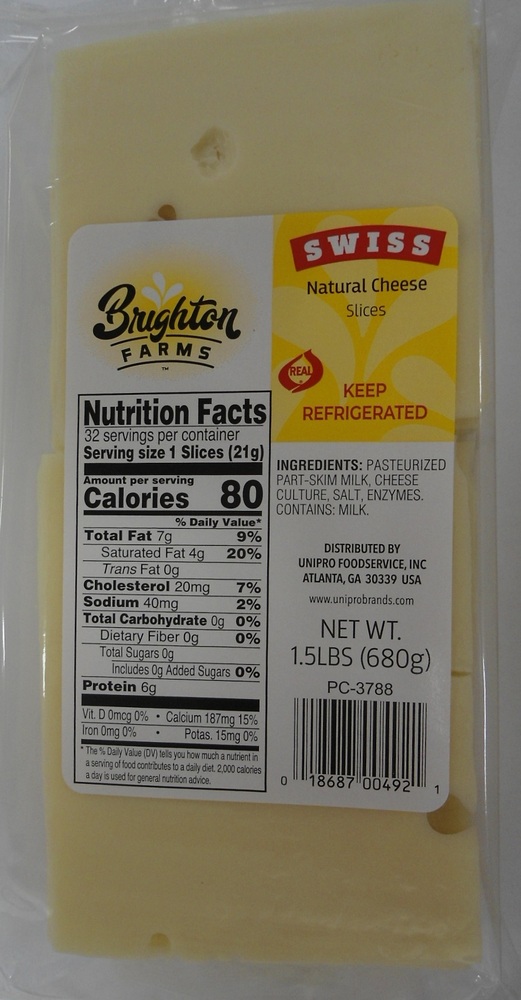 SWISS
Natural Cheese
Slices
Brighton
FARMS
TM
REAL
KEEP
REFRIGERATED
Nutrition Facts
32 servings per container
Serving size 1 Slices (21g)
Amount per serving
Calories 80
% Daily Value*
Total Fat 7g 9%
Saturated Fat 4g 20%
Trans Fat 0g
Cholesterol 20mg 7%
Sodium 40mg 2%
Total Carbohydrate 0g 0%
Dietary Fiber 0g 0%
Total Sugars 0g
Includes 0g Added Sugars 0%
Protein 6g
Vit. D 0mcg 0% • Calcium 187mg 15%
Iron 0mg 0% • Potas. 15mg 0%
* The % Daily Value (DV) tells you how much a nutrient in
a serving of food contributes to a daily diet. 2,000 calories
a day is used for general nutrition advice.
INGREDIENTS: PASTEURIZED
PART-SKIM MILK, CHEESE
CULTURE, SALT, ENZYMES.
CONTAINS: MILK.
DISTRIBUTED BY
UNIPRO FOODSERVICE, INC
ATLANTA, GA 30339 USA
www.uniprobrands.com
NET WT.
1.5LBS (680g)
PC-3788
0 18687 00492 1